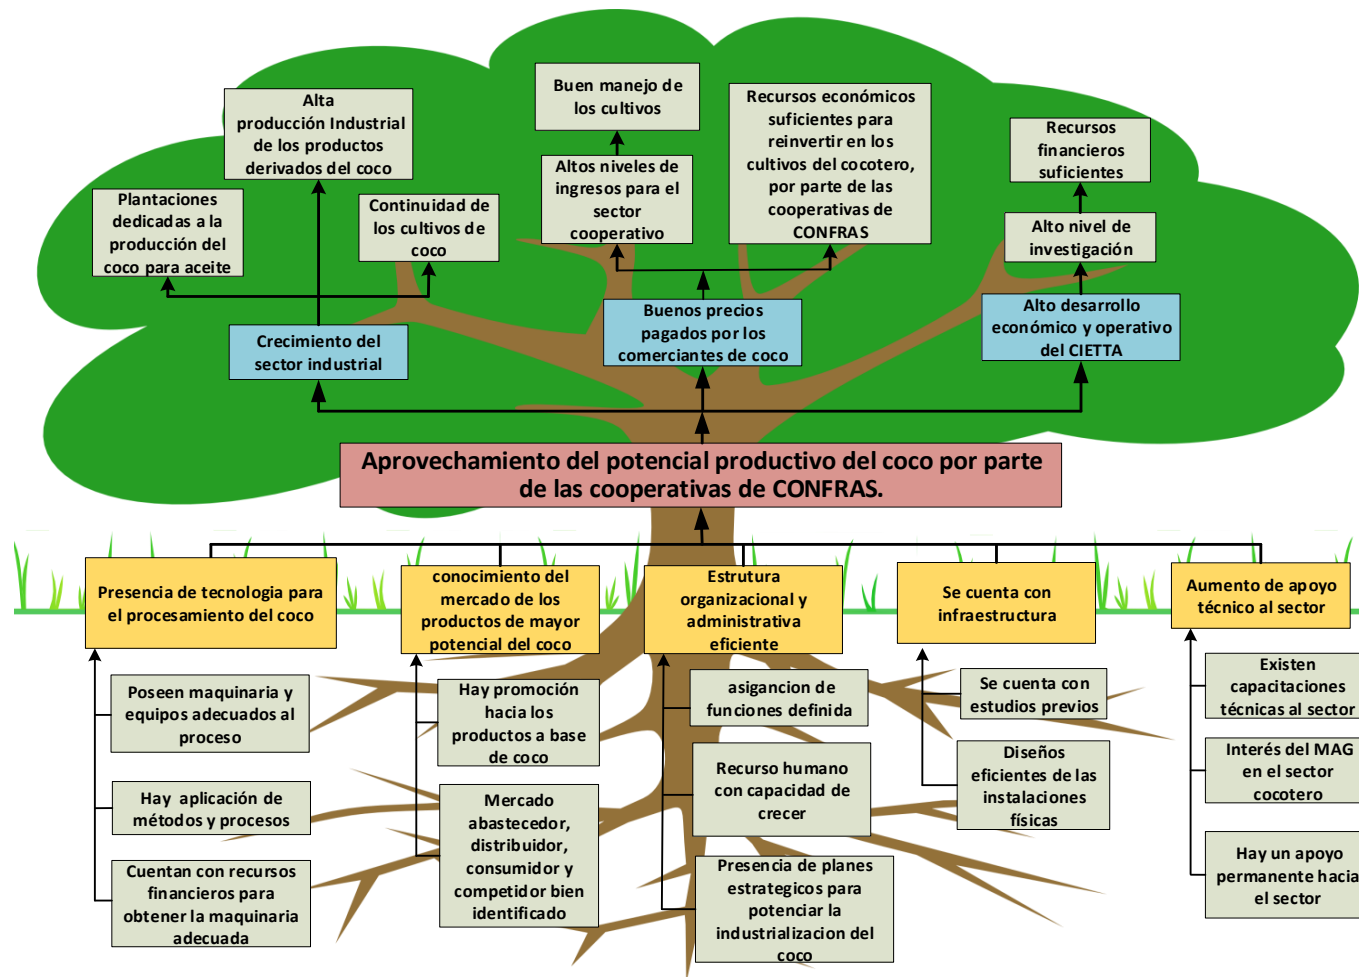 Alta
producción Industrial
de los productos
derivados del coco
Buen manejo de
los cultivos
Recursos económicos
suficientes para
reinvertir en los
cultivos del cocotero,
por parte de las
cooperativas de
CONFRAS
Recursos
financieros
suficientes
Plantaciones
dedicadas a la
producción del
coco para aceite
Continuidad de
los cultivos de
coco
Altos niveles de
ingresos para el
sector
cooperativo
Alto nivel de
investigación
Crecimiento del
sector industrial
Buenos precios
pagados por los
comerciantes de coco
Alto desarrollo
económico y operativo
del CIETTA
Aprovechamiento del potencial productivo del coco por parte
de las cooperativas de CONFRAS.
Presencia de tecnologia para
el procesamiento del coco
conocimiento del
mercado de los
productos de mayor
potencial del coco
Estrutura
organizacional y
administrativa
eficiente
Se cuenta con
infraestructura
Aumento de apoyo
técnico al sector
Poseen maquinaria y
equipos adecuados al
proceso
Hay aplicación de
métodos y procesos
Cuentan con recursos
financieros para
obtener la maquinaria
adecuada
Hay promoción
hacia los
productos a base
de coco
Mercado
abastecedor,
distribuidor,
consumidor y
competidor bien
identificado
asigancion de
funciones definida
Recurso humano
con capacidad de
crecer
Presencia de planes
estrategicos para
potenciar la
industrializacion del
coco
Se cuenta con
estudios previos
Diseños
eficientes de las
instalaciones
físicas
Existen
capacitaciones
técnicas al sector
Interés del MAG
en el sector
cocotero
Hay un apoyo
permanente hacia
el sector